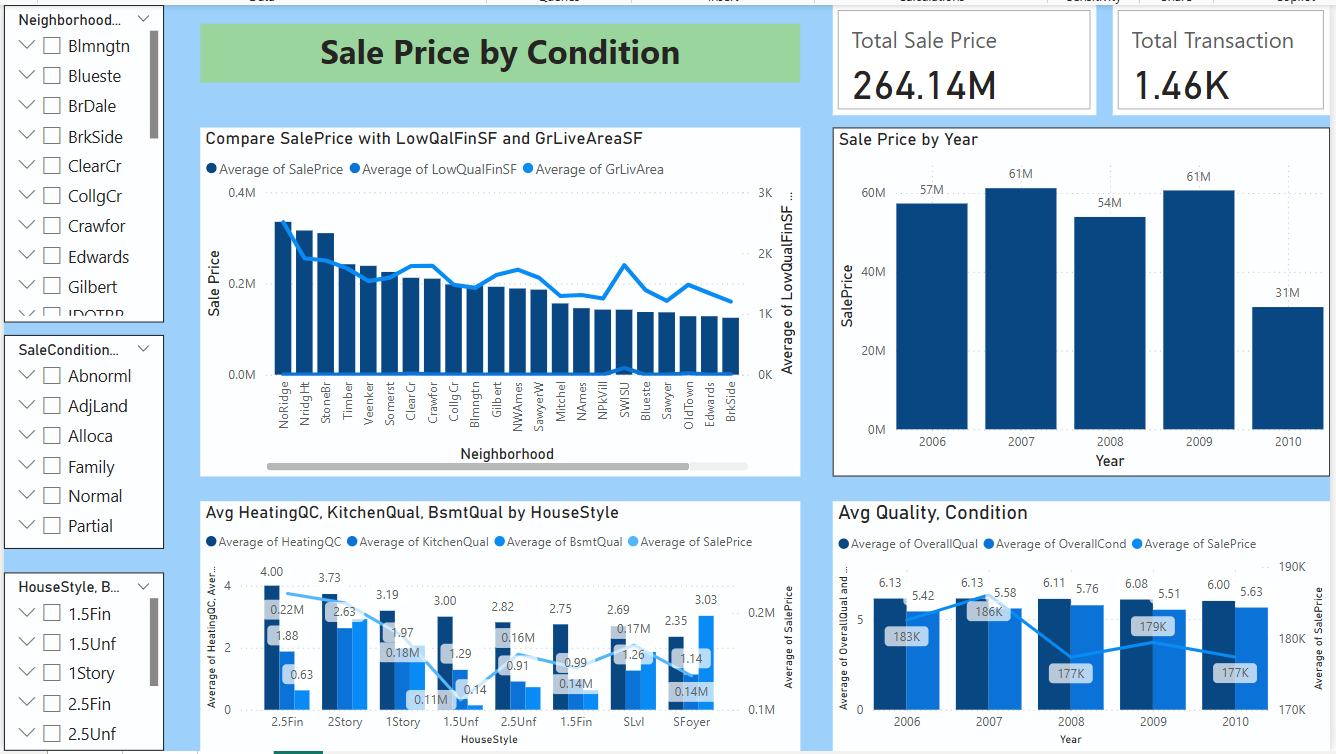 Neighborhood...
Blmngtn
Blueste
BrDale
BrkSide
ClearCr
CollgCr
Crawfor
Edwards
Gilbert
SaleCondition...
Abnorml
AdjLand
Alloca
Family
Normal
Partial
HouseStyle, B...
1.5Fin
1.5Unf
1Story
2.5Fin
2.5Unf
Sale Price by Condition
Total Sale Price
264.14M
Total Transaction
1.46K
Compare SalePrice with LowQalFinSF and GrLiveAreaSF
Average of SalePrice Average of LowQualFinSF Average of GrLivArea
Sale Price
0.4M
0.2M
0.0M
3K
2K
1K
0K
Average of LowQualFinSF ...
NoRidge
NridgHt
StoneBr
Timber
Veenker
Somerst
ClearCr
Crawfor
CollgCr
Blmngtn
Gilbert
NWAmes
SawyerW
Mitchel
NAmes
NPkVill
SWISU
Blueste
Sawyer
OldTown
Edwards
BrkSide
Neighborhood
Sale Price by Year
SalePrice
60M
40M
20M
0M
57M
61M
54M
61M
31M
2006 2007 2008 2009 2010
Year
Avg HeatingQC, KitchenQual, BsmtQual by HouseStyle
Average of HeatingQC Average of KitchenQual Average of BsmtQual Average of SalePrice
Average of HeatingQC, Aver...
4
2
0
4.00 3.73 3.19 3.00 2.82 2.75 2.69 2.35 3.03
0.22M 2.63 1.97 0.16M 0.17M
1.88 0.18M 1.29 0.91 0.99 1.26 1.14
0.63 0.11M 0.14 0.14M 0.14M
0.2M
0.1M
Average of SalePrice
2.5Fin 2Story 1Story 1.5Unf 2.5Unf 1.5Fin SLvl SFoyer
HouseStyle
Avg Quality, Condition
Average of OverallQual Average of OverallCond Average of SalePrice
Average of OverallQual and ...
5
0
6.13 5.42 6.13 5.58 6.11 5.76 6.08 5.51 6.00 5.63
183K 186K 177K 179K 177K
190K
180K
170K
Average of SalePrice
2006 2007 2008 2009 2010
Year